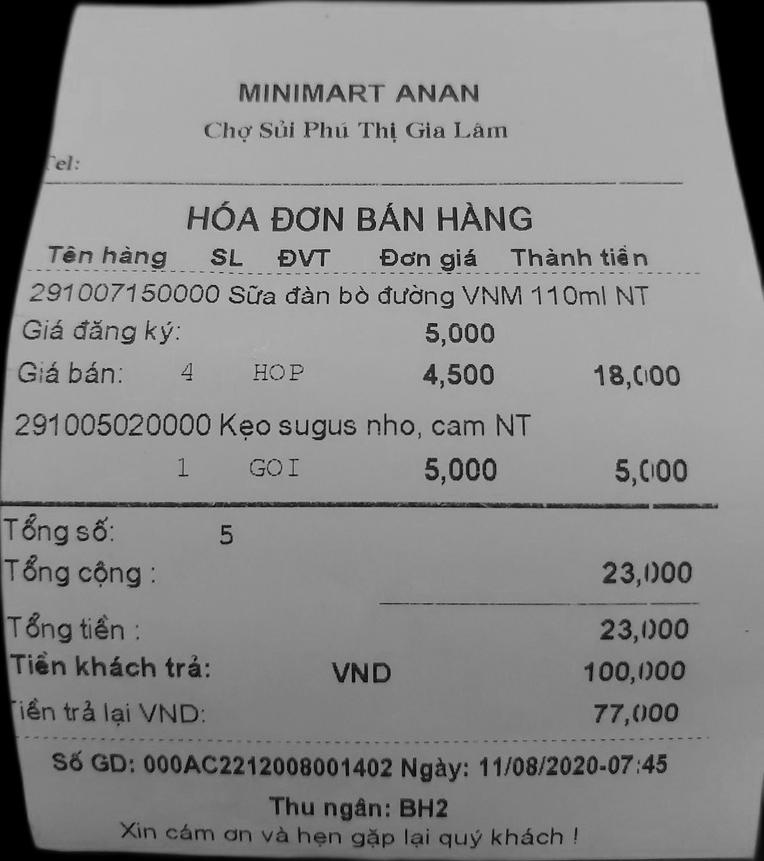 MINIMART ANAN
Chợ Sủi Phú Thị Gia Lâm
Tel:
HÓA ĐƠN BÁN HÀNG
Tên hàng SL ĐVT Đơn giá Thành tiền
291007150000 Sữa đàn bò đường VNM 110ml NT
Giá đăng ký: 5,000
Giá bán: 4 HOP 4,500 18,000
291005020000 Kẹo sugus nho, cam NT
1 GOI 5,000 5,000
Tổng số: 5
Tổng cộng : 23,000
Tổng tiền : 23,000
Tiền khách trả: VND 100,000
Tiền trả lại VND: 77,000
Số GD: 000AC2212008001402 Ngày: 11/08/2020-07:45
Thu ngân: BH2
Xin cám ơn và hẹn gặp lại quý khách !